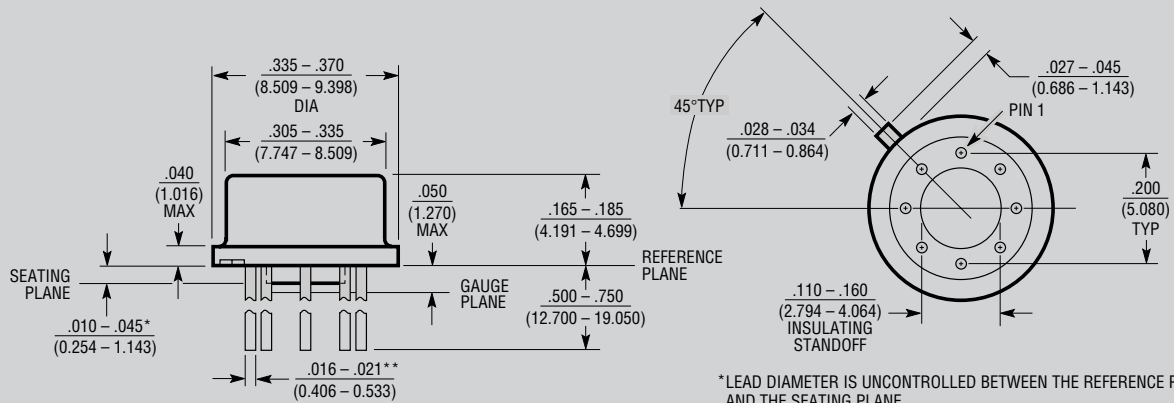 .335 – .370
(8.509 – 9.398)
DIA
.305 – .335
(7.747 – 8.509)
.040
(1.016)
MAX
.050
(1.270)
MAX
.165 – .185
(4.191 – 4.699)
REFERENCE
PLANE
SEATING
PLANE
GAUGE
PLANE
.500 – .750
(12.700 – 19.050)
.010 – .045*
(0.254 – 1.143)
.016 – .021**
(0.406 – 0.533)
45°TYP
.028 – .034
(0.711 – 0.864)
.027 – .045
(0.686 – 1.143)
PIN 1
.200
(5.080)
TYP
.110 – .160
(2.794 – 4.064)
INSULATING
STANDOFF
*LEAD DIAMETER IS UNCONTROLLED BETWEEN THE REFERENCE
AND THE SEATING PLANE